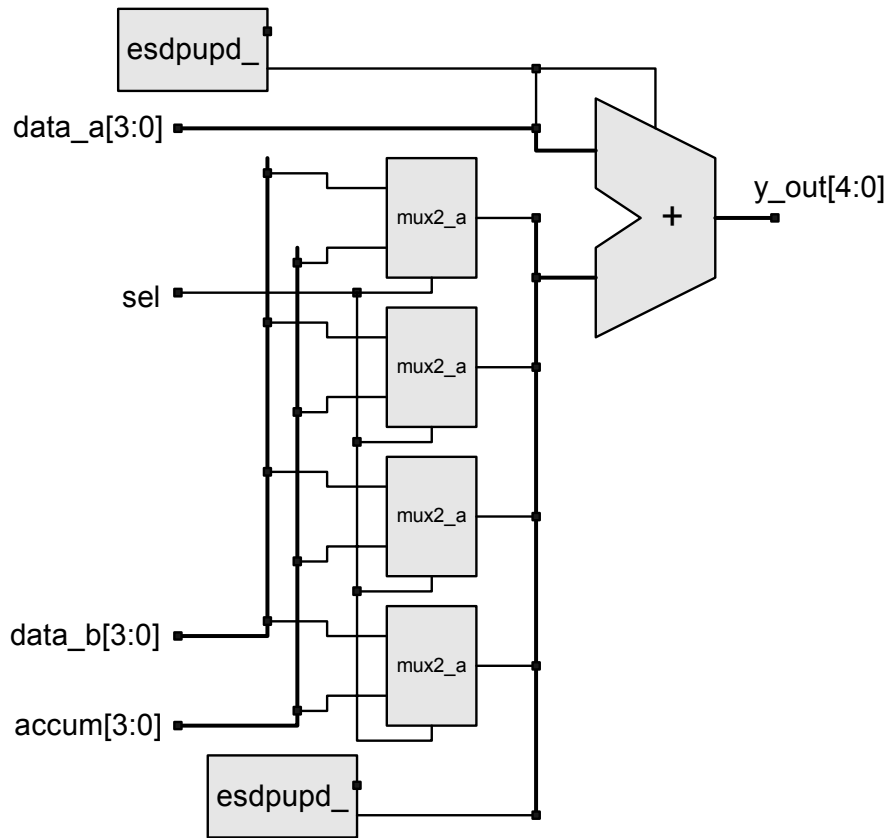 esdpupd_
data_a[3:0]
mux2_a
y_out[4:0]
+
sel
mux2_a
mux2_a
data_b[3:0]
mux2_a
accum[3:0]
esdpupd_